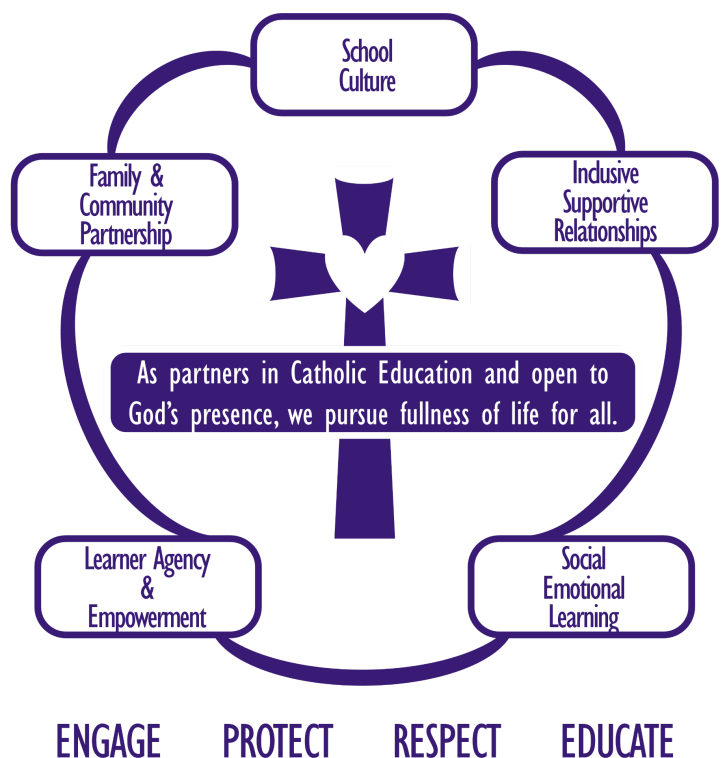 School
Culture
Family &
Community
Partnership
Inclusive
Supportive
Relationships
As partners in Catholic Education and open to
God's presence, we pursue fullness of life for all.
Learner Agency
&
Empowerment
Social
Emotional
Learning
ENGAGE PROTECT RESPECT EDUCATE